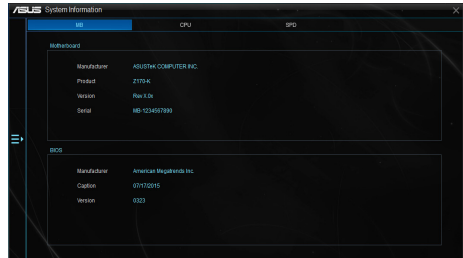 ASUS System Information
MB CPU SPD
Motherboard
Manufacturer ASUSTeK COMPUTER INC.
Product Z170-K
Version Rev X.0x
Serial MB-1234567890
BIOS
Manufacturer American Megatrends Inc.
Caption 07/17/2015
Version 0323